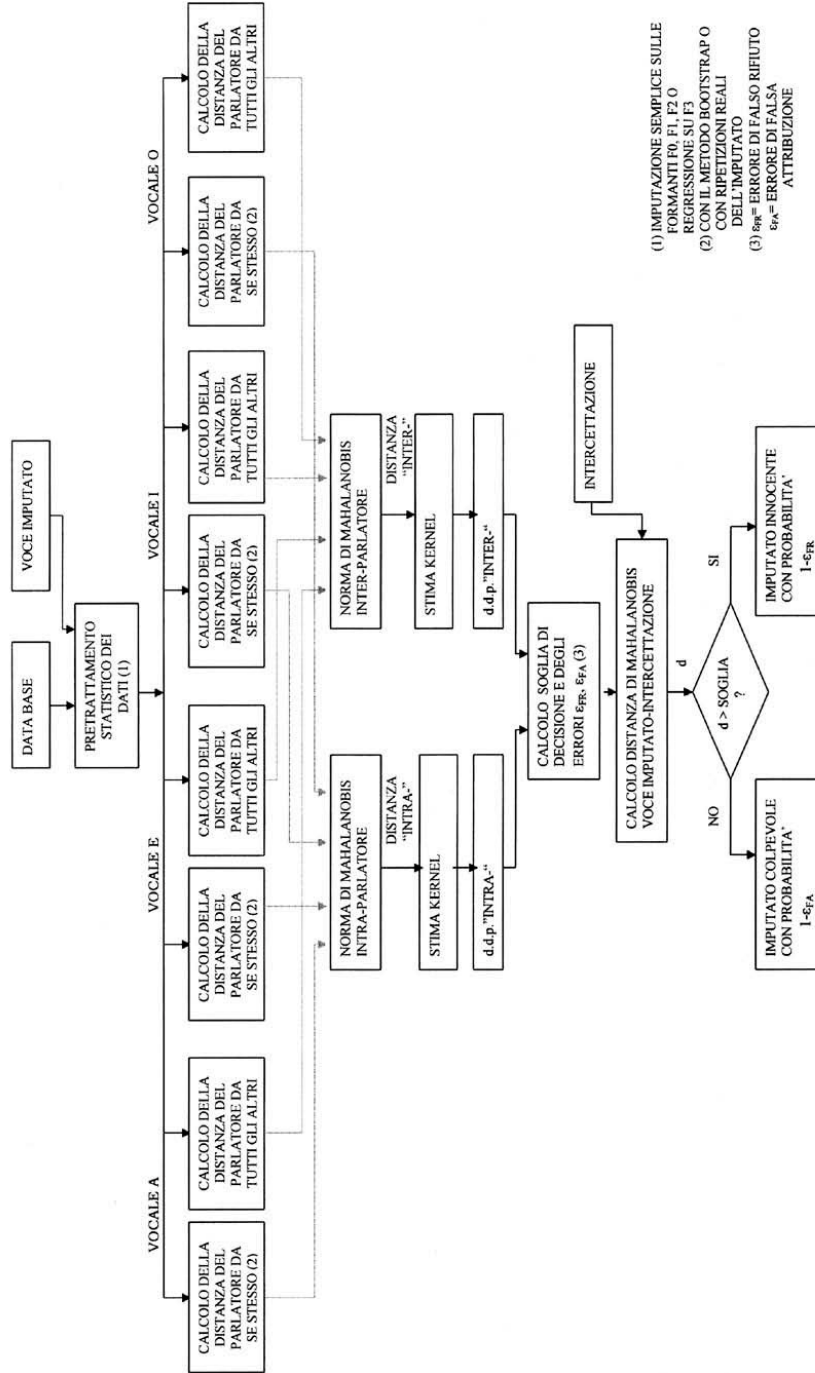 DATA BASE
VOCE IMPUTATO
PRETRATTAMENTO
STATISTICO DEI
DATI (1)
VOCALE A
VOCALE E
VOCALE I
VOCALE O
CALCOLO DELLA
DISTANZA DEL
PARLATORE DA
SE STESSO (2)
CALCOLO DELLA
DISTANZA DEL
PARLATORE DA
TUTTI GLI ALTRI
CALCOLO DELLA
DISTANZA DEL
PARLATORE DA
SE STESSO (2)
CALCOLO DELLA
DISTANZA DEL
PARLATORE DA
TUTTI GLI ALTRI
CALCOLO DELLA
DISTANZA DEL
PARLATORE DA
SE STESSO (2)
CALCOLO DELLA
DISTANZA DEL
PARLATORE DA
TUTTI GLI ALTRI
CALCOLO DELLA
DISTANZA DEL
PARLATORE DA
SE STESSO (2)
CALCOLO DELLA
DISTANZA DEL
PARLATORE DA
TUTTI GLI ALTRI
NORMA DI MAHALANOBIS
INTRA-PARLATORE
NORMA DI MAHALANOBIS
INTER-PARLATORE
DISTANZA
“INTRA-”
DISTANZA
“INTER-”
STIMA KERNEL
STIMA KERNEL
d.d.p.”INTRA-“
d.d.p.”INTER-“
CALCOLO SOGLIA DI
DECISIONE E DEGLI
ERRORI εFR, εFA (3)
INTERCETTAZIONE
CALCOLO DISTANZA DI MAHALANOBIS
VOCE IMPUTATO-INTERCETTAZIONE
d
d > SOGLIA
?
NO
SI
IMPUTATO COLPEVOLE
CON PROBABILITA’
1-εFA
IMPUTATO INNOCENTE
CON PROBABILITA’
1-εFR
(1) IMPUTAZIONE SEMPLICE SULLE
FORMANTI F0, F1, F2 O
REGRESSIONE SU F3
(2) CON IL METODO BOOTSTRAP O
CON RIPETIZIONI REALI
DELL’IMPUTATO
(3) εFR= ERRORE DI FALSO RIFIUTO
εFA= ERRORE DI FALSA
ATTRIBUZIONE